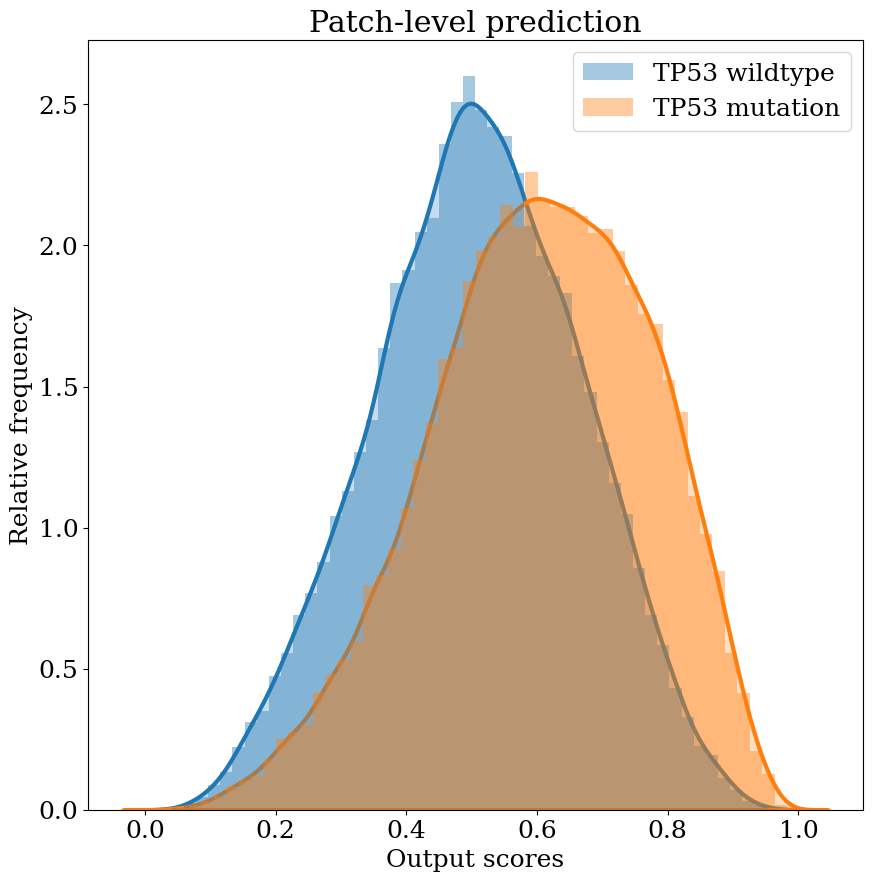 Patch-level prediction
TP53 wildtype
TP53 mutation
Relative frequency
2.5
2.0
1.5
1.0
0.5
0.0
0.0 0.2 0.4 0.6 0.8 1.0
Output scores